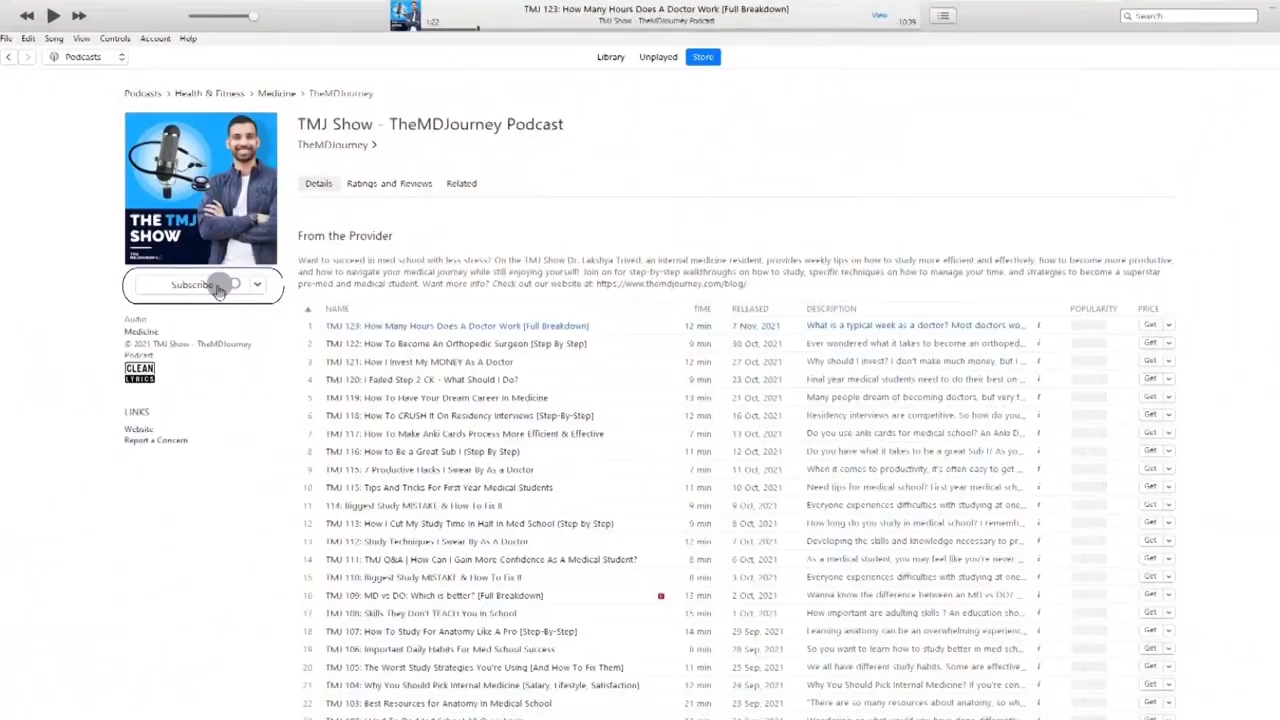 TMJ 123: How Many Hours Does A Doctor Work [Full Breakdown]
1:22
TMJ Show - TheMDJourney Podcast
View
-10:39
Search
File Edit Song View Controls Account Help
Podcasts
Library Unplayed Store
Podcasts > Health & Fitness > Medicine > TheMDJourney
THE TMJ
SHOW
Subscribe
Audio
Medicine
© 2021 TMJ Show - TheMDJourney
Podcast
CLEAN
LYRICS
LINKS
Website
Report a Concern
TMJ Show - TheMDJourney Podcast
TheMDJourney >
Details Ratings and Reviews Related
From the Provider
Want to succeed in med school with less stress? On the TMJ Show Dr. Lakshya Trived, an internal medicine resident, provides weekly tips on how to study more efficient and effectively, how to become more productive,
and how to navigate your medical journey while still enjoying yourself! Join on for step-by-step walkthroughs on how to study, specific techniques on how to manage your time, and strategies to become a superstar
pre-med and medical student. Want more info? Check out our website at: https://www.themdjourney.com/blog/
NAME TIME RELEASED DESCRIPTION POPULARITY PRICE
1 TMJ 123: How Many Hours Does A Doctor Work [Full Breakdown] 12 min 7 Nov, 2021 What is a typical week as a doctor? Most doctors wo... i Get
2 TMJ 122: How To Become An Orthopedic Surgeon [Step By Step] 9 min 30 Oct, 2021 Ever wondered what it takes to become an orthoped... i Get
3 TMJ 121: How I Invest My MONEY As A Doctor 12 min 27 Oct, 2021 Why should I invest? I don't make much money, but I ... i Get
4 TMJ 120: I Failed Step 2 CK - What Should I Do? 9 min 23 Oct, 2021 Final year medical students need to do their best on ... i Get
5 TMJ 119: How To Have Your Dream Career In Medicine 13 min 20 Oct, 2021 Many people dream of becoming doctors, but very f... i Get
6 TMJ 118: How To CRUSH It On Residency Interviews [Step-By-Step] 12 min 16 Oct, 2021 Residency interviews are competitive. So how do you... i Get
7 TMJ 117: How To Make Anki Cards Process More Efficient & Effective 7 min 13 Oct, 2021 Do you use anki cards for medical school? An Anki D... i Get
8 TMJ 116: How to Be a Great Sub I (Step By Step) 11 min 12 Oct, 2021 Do you have what it takes to be a great Sub I? As yo... i Get
9 TMJ 115: 7 Productive Hacks I Swear By As a Doctor 7 min 11 Oct, 2021 When it comes to productivity, it's often easy to get ... i Get
10 TMJ 115: Tips And Tricks For First Year Medical Students 7 min 10 Oct, 2021 Need tips for medical school? First year medical sch... i Get
11 114: Biggest Study MISTAKE & How To Fix It 9 min 9 Oct, 2021 Everyone experiences difficulties with studying at one... i Get
12 TMJ 113: How I Cut My Study Time In Half In Med School (Step by Step) 9 min 8 Oct, 2021 How long do you study in medical school? I rememb... i Get
13 TMJ 112: Study Techniques I Swear By As a Doctor 12 min 7 Oct, 2021 Developing the skills and knowledge necessary to pr... i Get
14 TMJ 111: TMJ Q&A | How Can I Gain More Confidence As A Medical Student? 8 min 6 Oct, 2021 As a medical student, you may feel like you're never ... i Get
15 TMJ 110: Biggest Study MISTAKE & How To Fix It 8 min 3 Oct, 2021 Everyone experiences difficulties with studying at one... i Get
16 TMJ 109: MD vs DO: Which is better? [Full Breakdown] 13 min 2 Oct, 2021 Wanna know the difference between an MD vs DO? ... i Get
17 TMJ 108: Skills They Don't TEACH You In School 15 min 1 Oct, 2021 How important are adulting skills ? An education sho... i Get
18 TMJ 107: How To Study For Anatomy Like A Pro [Step-By-Step] 14 min 29 Sep, 2021 Learning anatomy can be an overwhelming experienc... i Get
19 TMJ 106: Important Daily Habits For Med School Success 8 min 28 Sep, 2021 So you want to learn how to study better in med sch... i Get
20 TMJ 105: The Worst Study Strategies You're Using [And How To Fix Them] 11 min 25 Sep, 2021 We all have different study habits. Some are effective... i Get
21 TMJ 104: Why You Should Pick Internal Medicine [Salary, Lifestyle, Satisfaction] 12 min 24 Sep, 2021 Why You Should Pick Internal Medicine? If you're con... i Get
22 TMJ 103: Best Resources for Anatomy In Medical School 21 min 23 Sep, 2021 "There are so many resources about anatomy, so wh... i Get